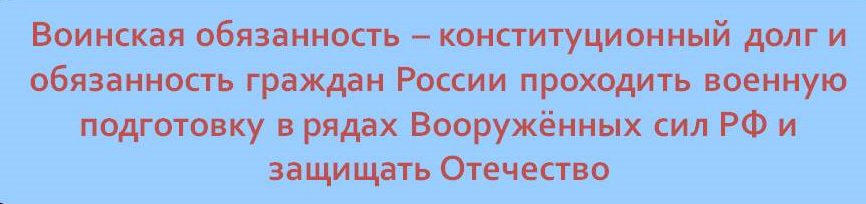 Воинская обязанность – конституционный долг и
обязанность граждан России проходить военную
подготовку в рядах Вооружённых сил РФ и
защищать Отечество